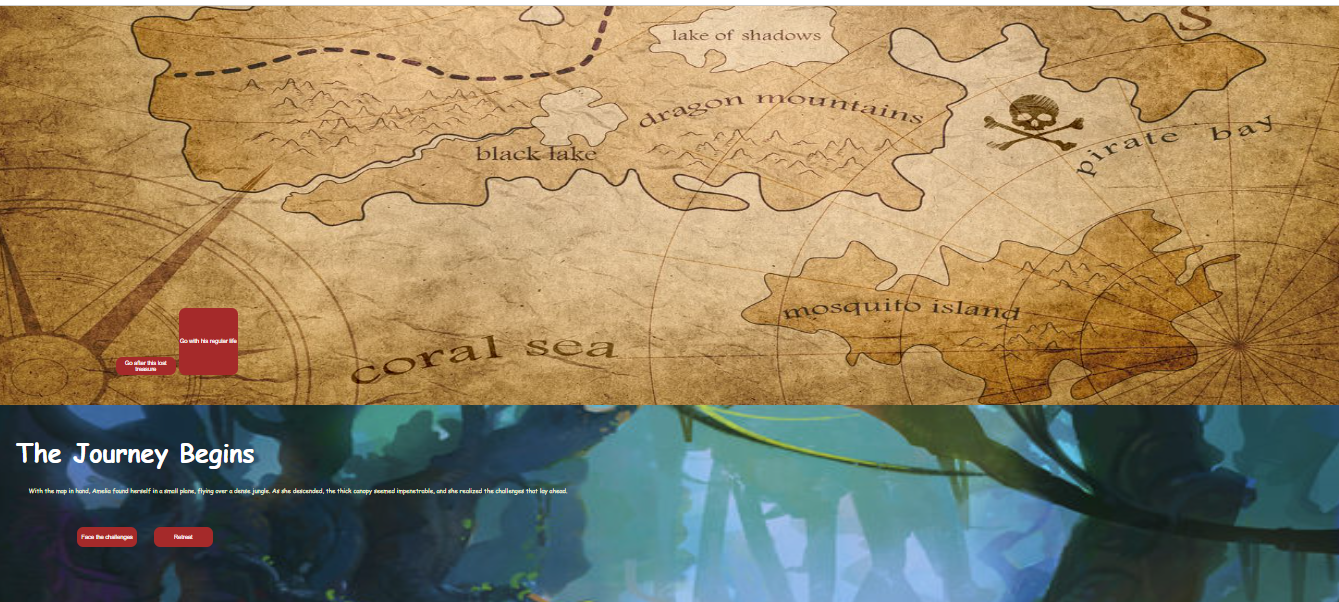 S
lake of shadows
dragon mountains
pirate bay
black lake
mosquito island
Go with his regular life
coral sea
Go after this lost
treasure
The Journey Begins
With the map in hand, Amelia found herself in a small plane, flying over a dense jungle. As she descended, the thick canopy seemed impenetrable, and she realized the challenges that lay ahead.
Face the challenges
Retreat